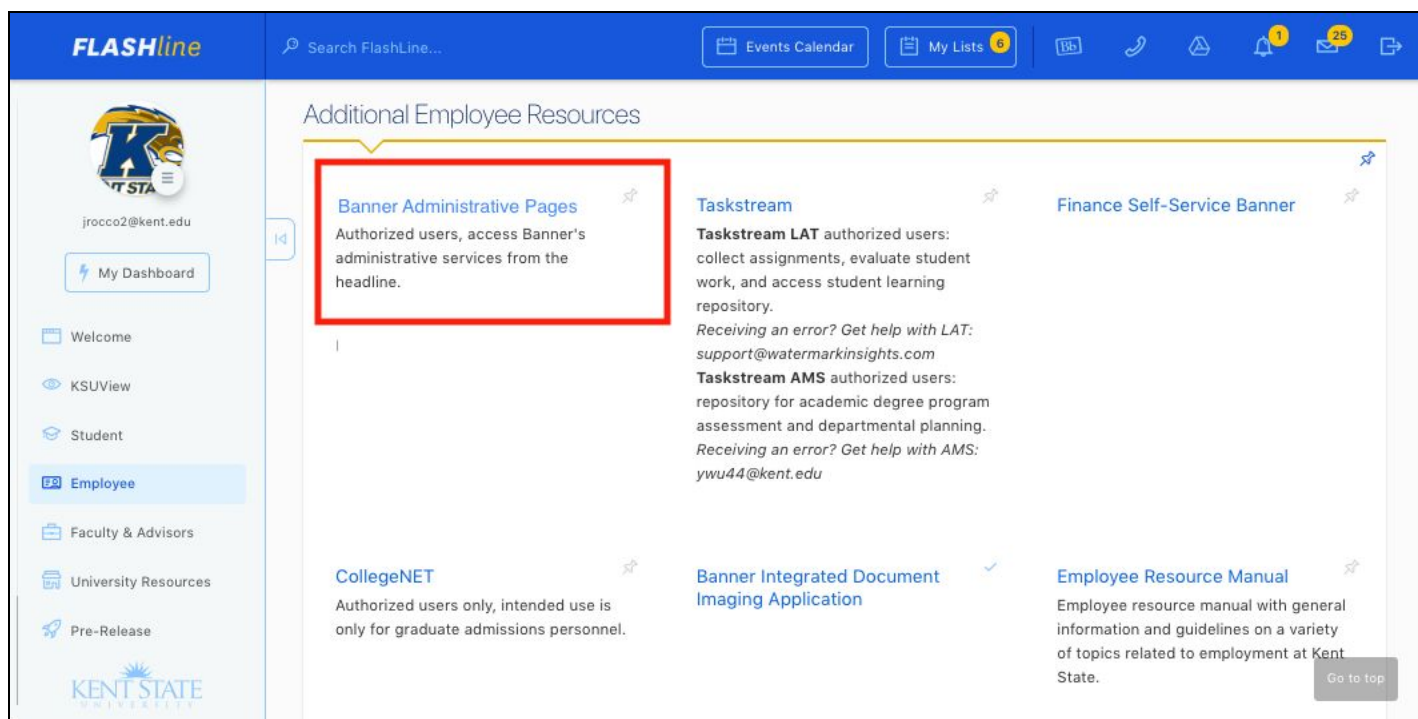 FLASHline
Search FlashLine...
Events Calendar
My Lists 6
Bb
1
25
jrocco2@kent.edu
My Dashboard
Welcome
KSUView
Student
Employee
Faculty & Advisors
University Resources
Pre-Release
KENT STATE
UNIVERSITY
Additional Employee Resources
Banner Administrative Pages
Authorized users, access Banner's
administrative services from the
headline.
Taskstream
Taskstream LAT authorized users:
collect assignments, evaluate student
work, and access student learning
repository.
Receiving an error? Get help with LAT:
support@watermarkinsights.com
Taskstream AMS authorized users:
repository for academic degree program
assessment and departmental planning.
Receiving an error? Get help with AMS:
ywu44@kent.edu
Finance Self-Service Banner
CollegeNET
Authorized users only, intended use is
only for graduate admissions personnel.
Banner Integrated Document
Imaging Application
Employee Resource Manual
Employee resource manual with general
information and guidelines on a variety
of topics related to employment at Kent
State.
Go to top